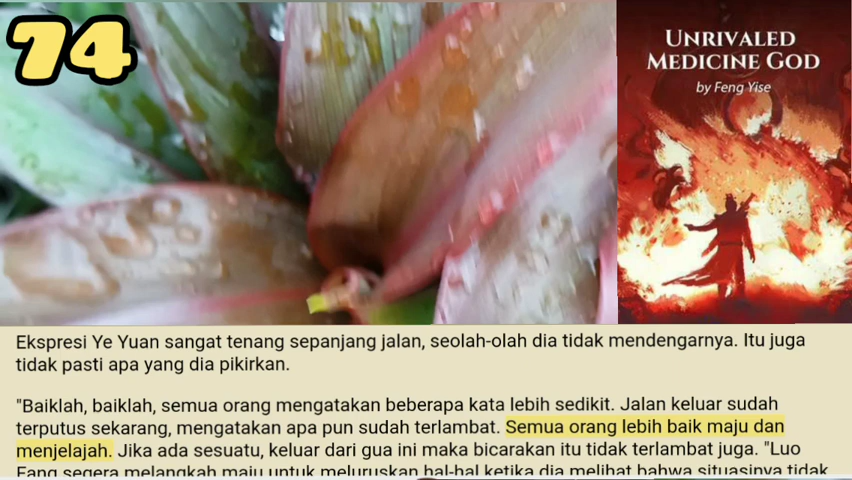 74
UNRIVALED
MEDICINE GOD
by Feng Yise
Ekspresi Ye Yuan sangat tenang sepanjang jalan, seolah-olah dia tidak mendengarnya. Itu juga
tidak pasti apa yang dia pikirkan.
"Baiklah, baiklah, semua orang mengatakan beberapa kata lebih sedikit. Jalan keluar sudah
terputus sekarang, mengatakan apa pun sudah terlambat. Semua orang lebih baik maju dan
menjelajah. Jika ada sesuatu, keluar dari gua ini maka bicarakan itu tidak terlambat juga. "Luo
Fang segera melangkah maju untuk meluruskan hal-hal ketika dia melihat bahwa situasinya tidak